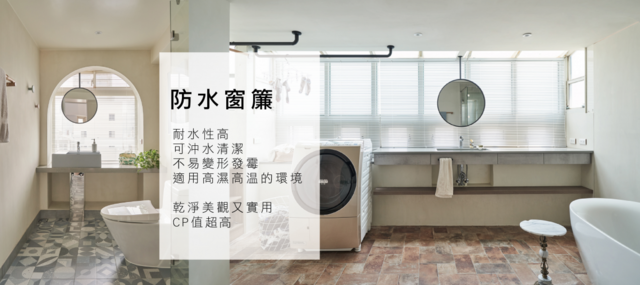 防水窗簾
耐水性高
可沖水清潔
不易變形發霉
適用高濕高温的環境
乾淨美觀又實用
CP值超高